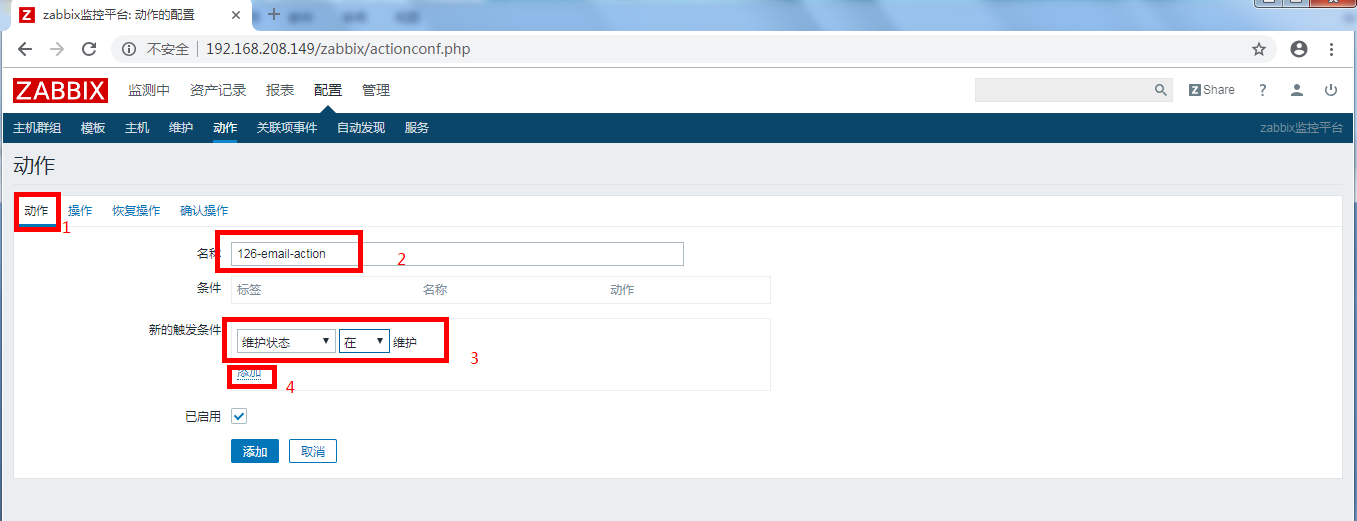 Z zabbix监控平台: 动作的配置 × +
不安全 | 192.168.208.149/zabbix/actionconf.php
ZABBIX 监测中 资产记录 报表 配置 管理 Z Share ?
主机群组 模板 主机 维护 动作 关联项事件 自动发现 服务 zabbix监控平台
动作
动作 操作 恢复操作 确认操作
1
名称 126-email-action 2
条件 标签 名称 动作
新的触发条件
维护状态 在 维护 3
添加 4
已启用
添加 取消